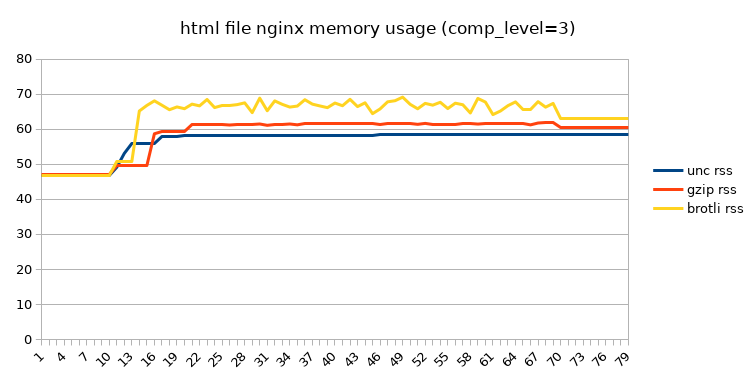 html file nginx memory usage (comp_level=3)
80
70
60
50
40
30
20
10
0
unc rss
gzip rss
brotli rss
1 4 7 10 13 16 19 22 25 28 31 34 37 40 43 46 49 52 55 58 61 64 67 70 73 76 79